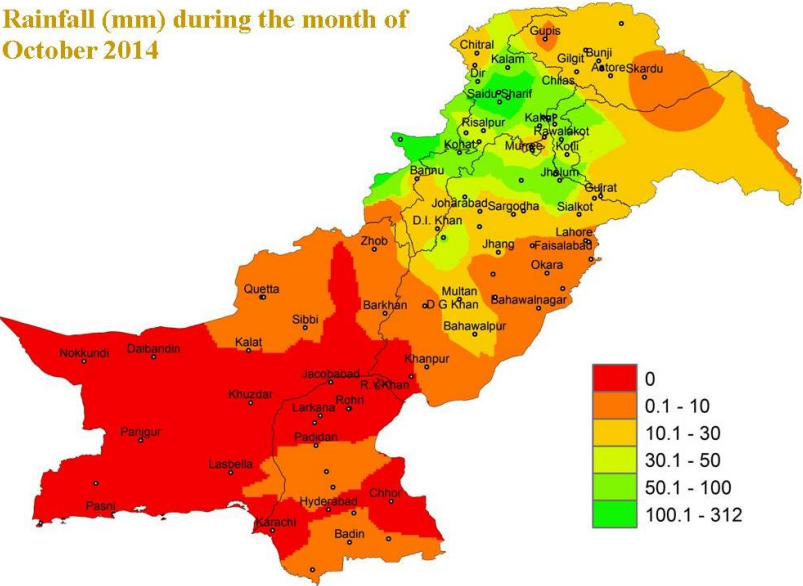 Rainfall (mm) during the month of
October 2014
Gupis
Chitral
Gilgit
Bunji
Kalam
Astore
Skardu
Dir
Chilas
Saidu Sharif
Risalpur
Rawalakot
Kohat
Kotli
Bannu
Jhelum
Gujrat
Joharabad
Sargodha
Sialkot
D.I. Khan
Lahore
Zhob
Jhang
Faisalabad
Okara
Quetta
Multan
Barkhan
D G Khan
Bahawalnagar
Sibbi
Bahawalpur
Kalat
Nokkundi
Dalbandin
Khanpur
Jacobabad
R. Y. Khan
Khuzdar
Larkana
Rohri
Panjgur
Padidan
Lasbella
Chhor
Pasni
Hyderabad
Karachi
Badin
0
0.1 - 10
10.1 - 30
30.1 - 50
50.1 - 100
100.1 - 312